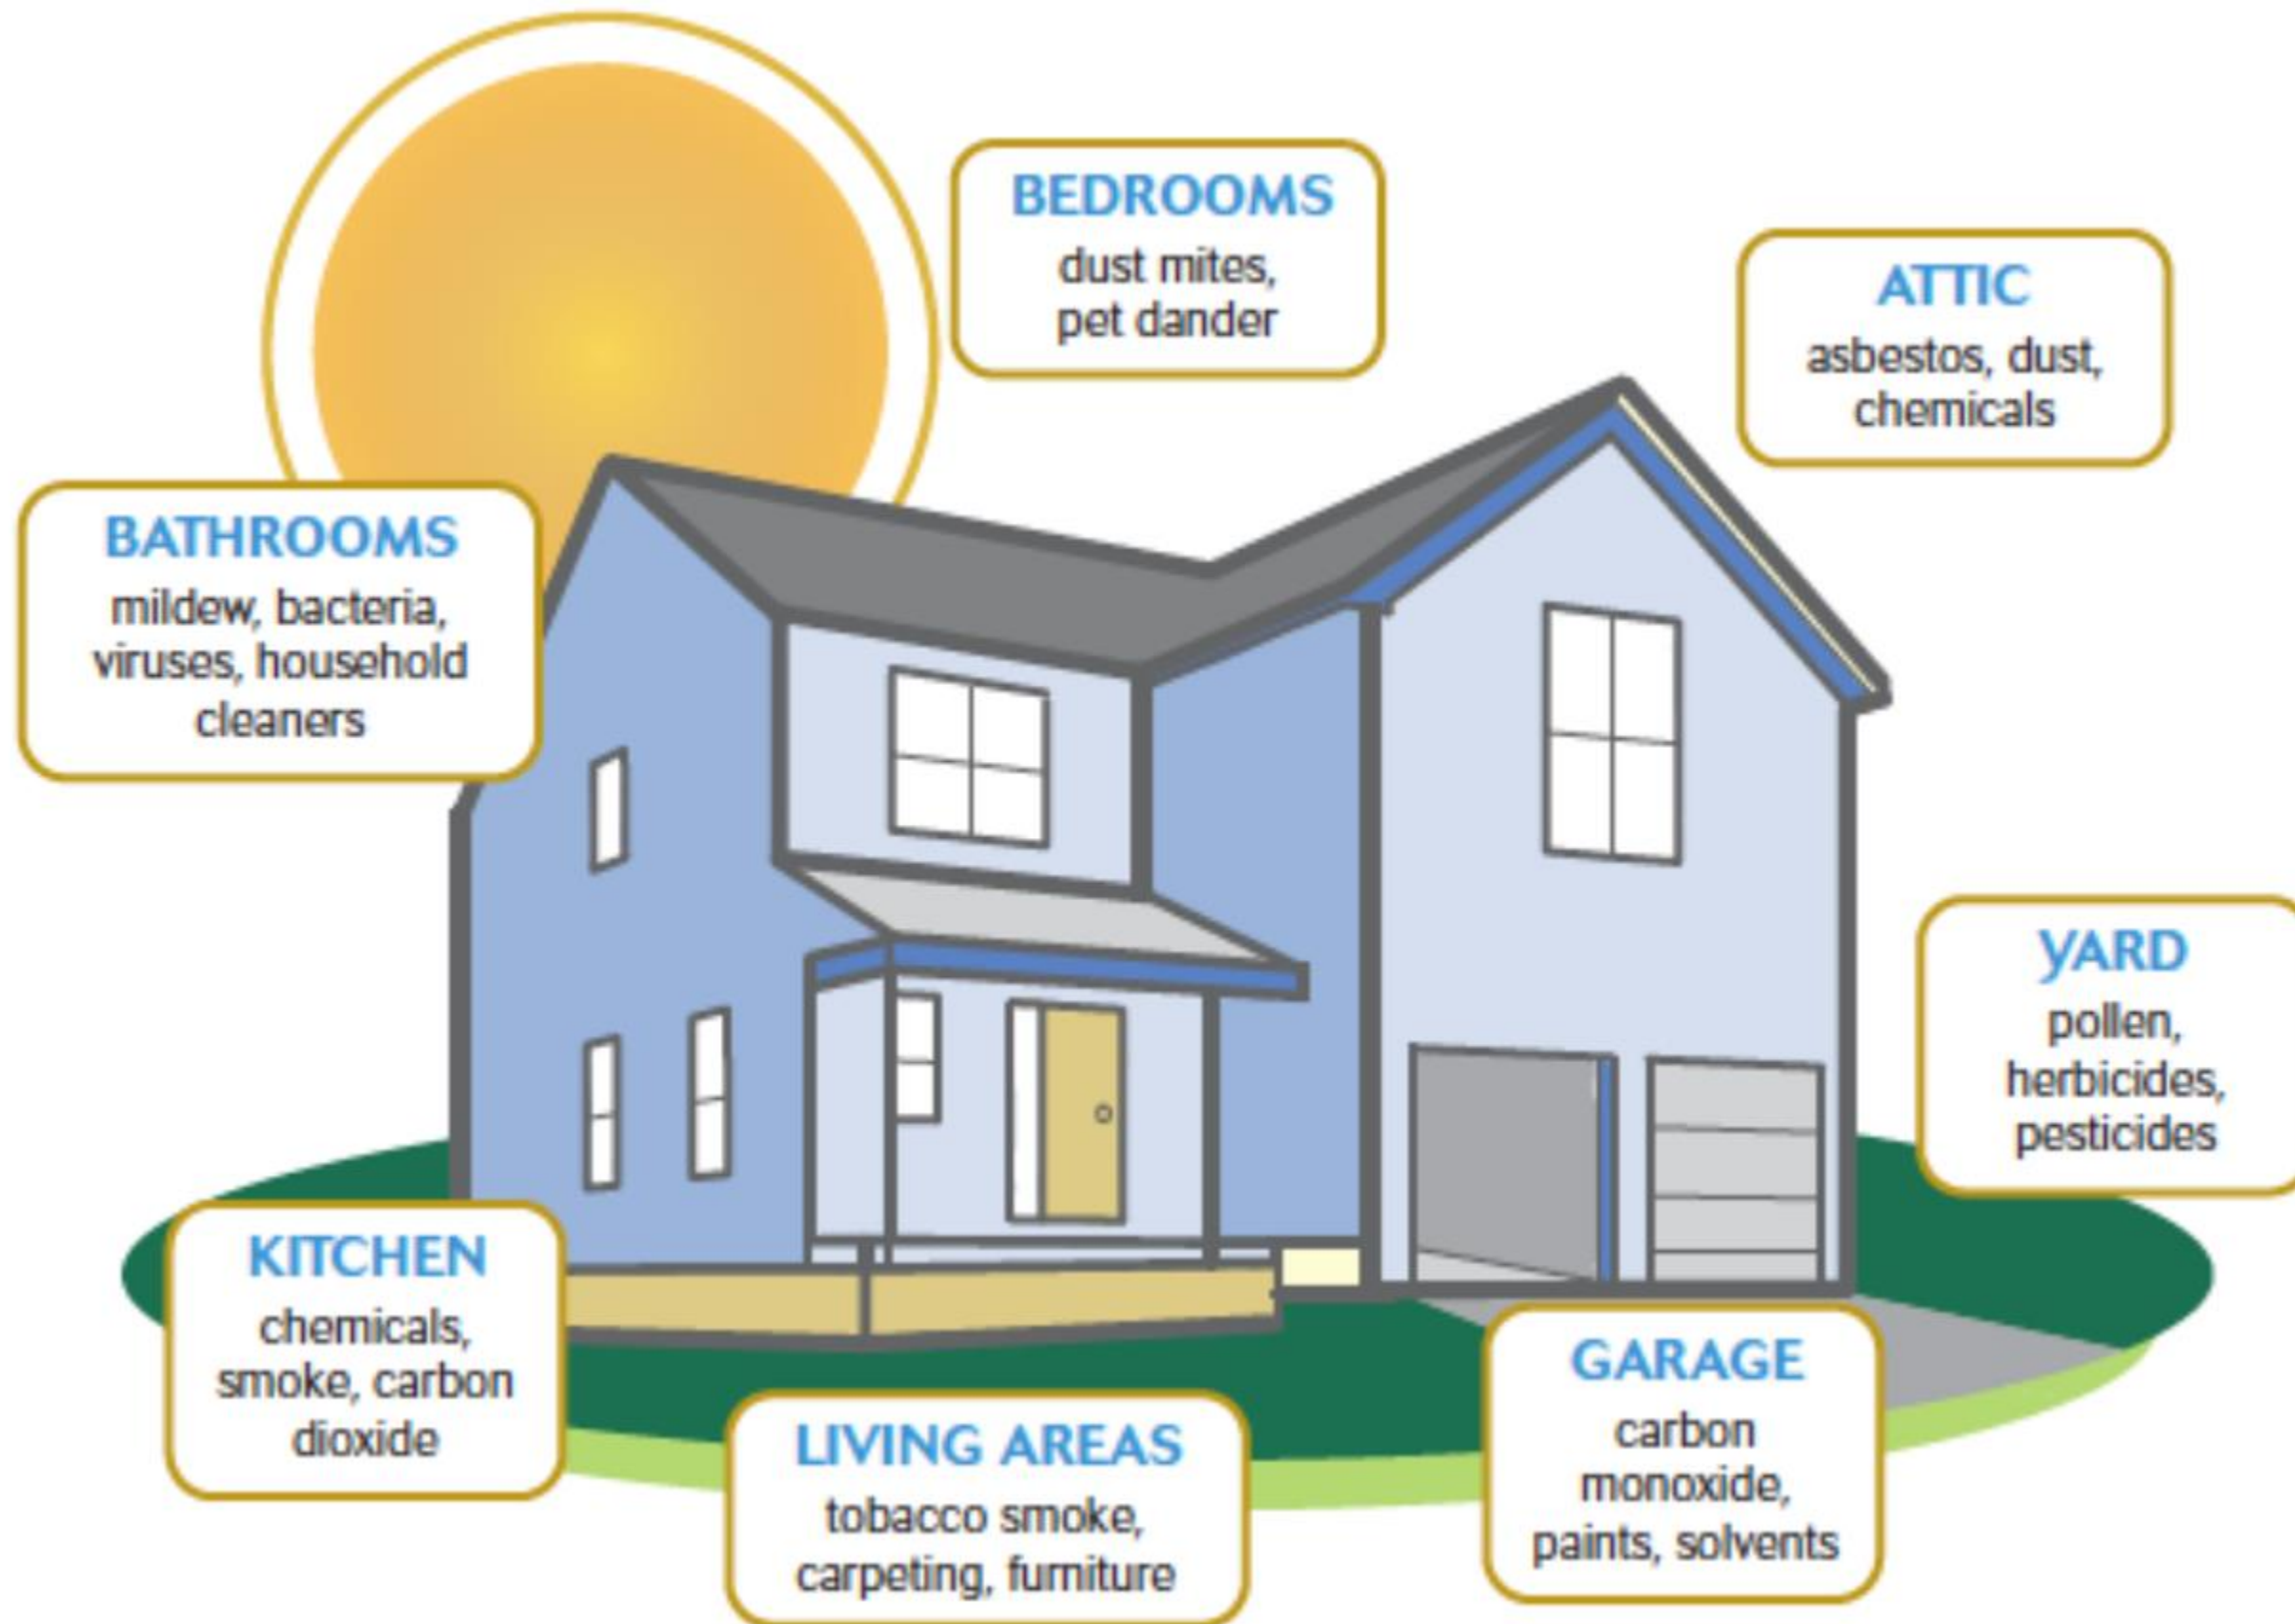 BEDROOMS
dust mites,
pet dander
ATTIC
asbestos, dust,
chemicals
BATHROOMS
mildew, bacteria,
viruses, household
cleaners
YARD
pollen,
herbicides,
pesticides
KITCHEN
chemicals,
smoke, carbon
dioxide
LIVING AREAS
tobacco smoke,
carpeting, furniture
GARAGE
carbon
monoxide,
paints, solvents